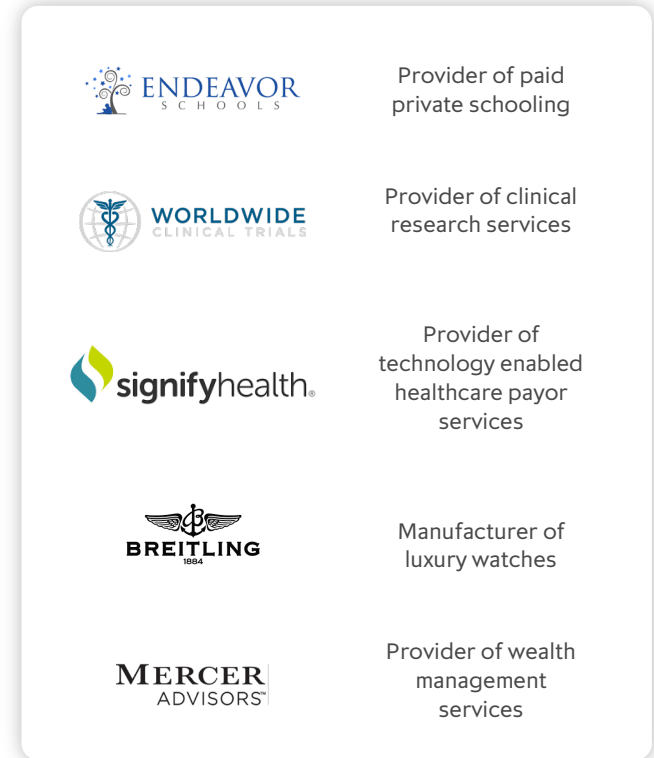 ENDEAVOR
SCHOOLS
Provider of paid
private schooling
WORLDWIDE
CLINICAL TRIALS
Provider of clinical
research services
signifyhealth®
Provider of
technology enabled
healthcare payor
services
B
BREITLING
1884
Manufacturer of
luxury watches
MERCER
ADVISORS™
Provider of wealth
management
services